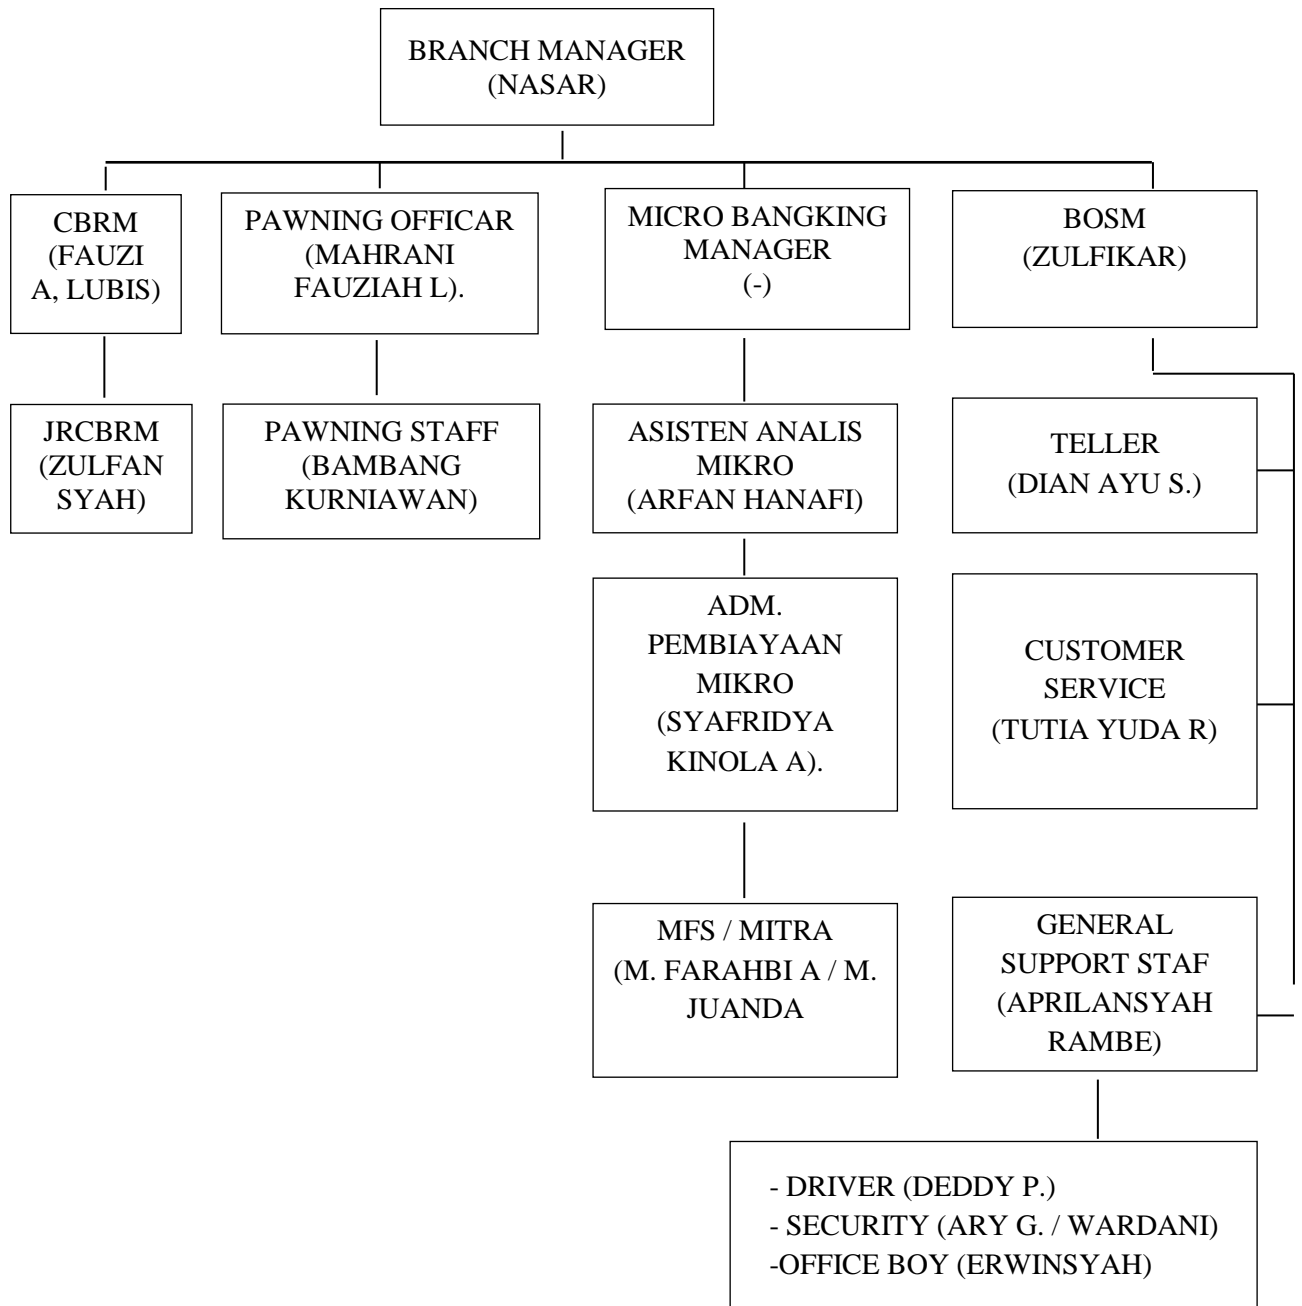 BRANCH MANAGER
(NASAR)
CBRM
(FAUZI
A, LUBIS)
PAWNING OFFICAR
(MAHRANI
FAUZIAH L).
MICRO BANGKING
MANAGER
(-)
BOSM
(ZULFIKAR)
JRCBRM
(ZULFAN
SYAH)
PAWNING STAFF
(BAMBANG
KURNIAWAN)
ASISTEN ANALIS
MIKRO
(ARFAN HANAFI)
TELLER
(DIAN AYU S.)
ADM.
PEMBIAYAAN
MIKRO
(SYAFRIDYA
KINOLA A).
CUSTOMER
SERVICE
(TUTIA YUDA R)
MFS / MITRA
(M. FARAHBI A / M.
JUANDA
GENERAL
SUPPORT STAF
(APRILANSYAH
RAMBE)
- DRIVER (DEDDY P.)
- SECURITY (ARY G. / WARDANI)
-OFFICE BOY (ERWINSYAH)